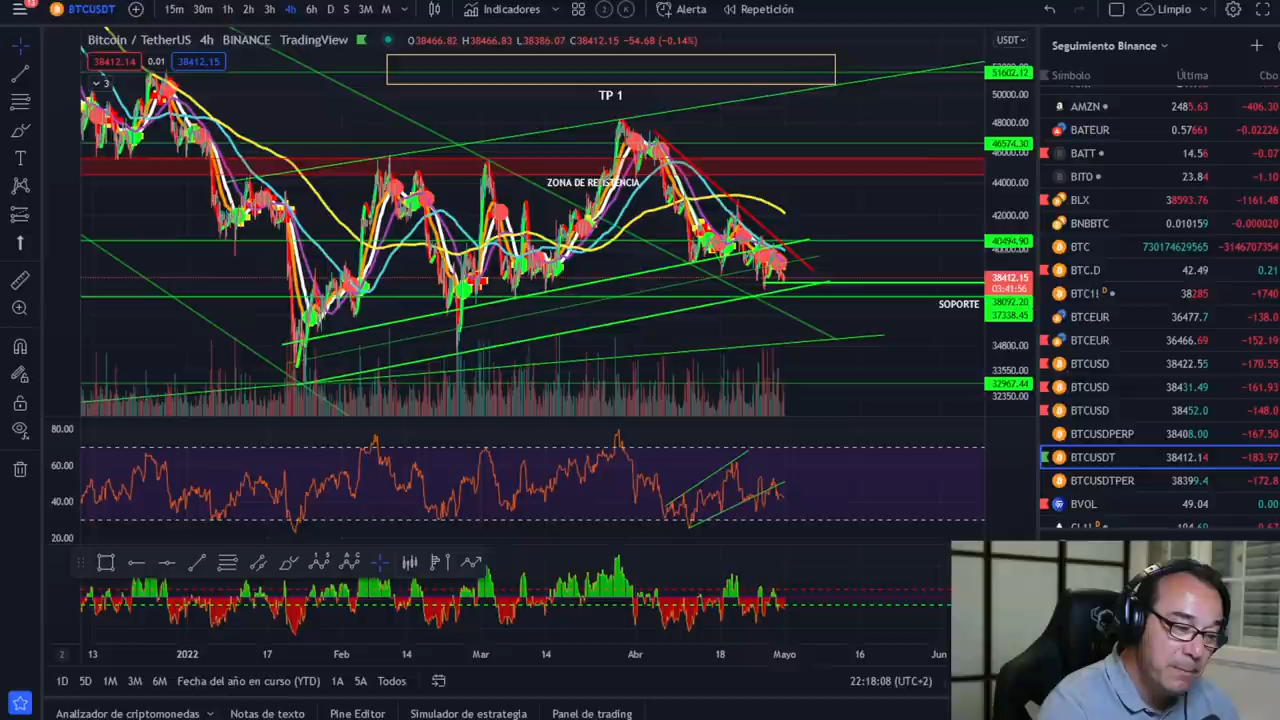 13
BTCUSDT
15m 30m 1h 2h 3h 4h 6h D S 3M M
Indicadores
2 K
Alerta
Repetición
Limpio
Bitcoin / TetherUS 4h BINANCE TradingView
O38466.82 H38466.83 L38386.07 C38412.15 −54.68 (−0.14%)
USDT
38412.14 0.01 38412.15
3
51602.12
TP 1
50000.00
48000.00
46574.30
46000.00
ZONA DE RESISTENCIA
44000.00
42000.00
40494.90
40000.00
38412.15
03:41:56
SOPORTE
38092.20
37338.45
34800.00
33550.00
32967.44
32350.00
80.00
60.00
40.00
20.00
13 2022 17 Feb 14 Mar 14 Abr 18 Mayo 16 Jun
1D 5D 1M 3M 6M Fecha del año en curso (YTD) 1A 5A Todos
22:18:08 (UTC+2)
Analizador de criptomonedas Notas de texto Pine Editor Simulador de estrategia Panel de trading
Seguimiento Binance
Símbolo Última Cbo
AMZN 2485.63 −406.30
BATEUR 0.57661 −0.02226
BATT 14.56 −0.07
BITO 23.84 −1.10
BLX 38593.76 −1161.48
BNBBTC 0.010159 −0.000020
BTC 730174629565 −3146707354
BTC.D 42.49 0.21
BTC1! D 38285 −1740
BTCEUR 36477.7 −138.0
BTCEUR 36466.69 −152.19
BTCUSD 38422.55 −170.55
BTCUSD 38431.49 −161.93
BTCUSD 38452.0 −148.0
BTCUSDPERP 38408.00 −167.50
BTCUSDT 38412.14 −183.97
BTCUSDTPER 38399.4 −172.8
BVOL 49.04 0.00